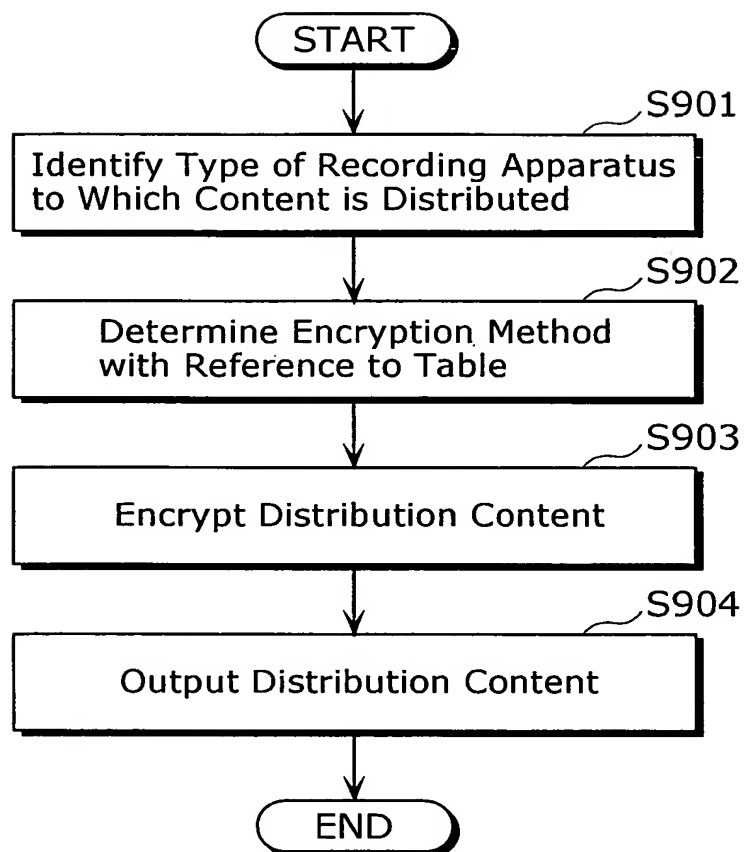 START
S901
Identify Type of Recording Apparatus
to Which Content is Distributed
S902
Determine Encryption Method
with Reference to Table
S903
Encrypt Distribution Content
S904
Output Distribution Content
END